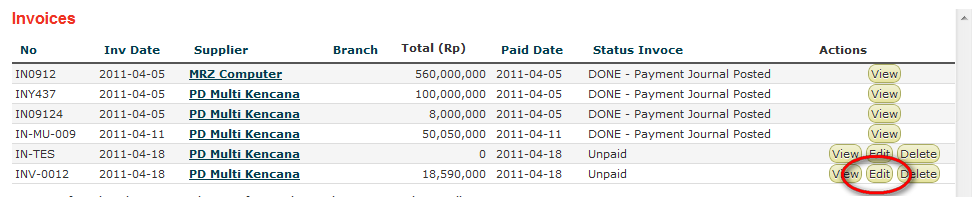 Invoices
No Inv Date Supplier Branch Total (Rp) Paid Date Status Invoce Actions
IN0912 2011-04-05 MRZ Computer 560,000,000 2011-04-05 DONE - Payment Journal Posted View
INY437 2011-04-05 PD Multi Kencana 100,000,000 2011-04-05 DONE - Payment Journal Posted View
IN09124 2011-04-05 PD Multi Kencana 8,000,000 2011-04-05 DONE - Payment Journal Posted View
IN-MU-009 2011-04-11 PD Multi Kencana 50,050,000 2011-04-11 DONE - Payment Journal Posted View
IN-TES 2011-04-18 PD Multi Kencana 0 2011-04-18 Unpaid View Edit Delete
INV-0012 2011-04-18 PD Multi Kencana 18,590,000 2011-04-18 Unpaid View Edit Delete